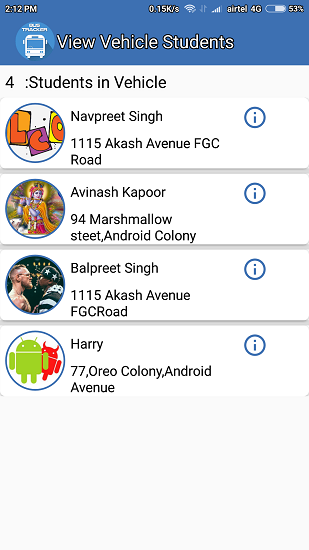 2:12 PM 0.15K/s airtel 4G 53%
BUS
TRACKER
View Vehicle Students
4 :Students in Vehicle
Navpreet Singh
1115 Akash Avenue FGC
Road
Avinash Kapoor
94 Marshmallow
steet,Android Colony
Balpreet Singh
1115 Akash Avenue
FGCRoad
Harry
77,Oreo Colony,Android
Avenue